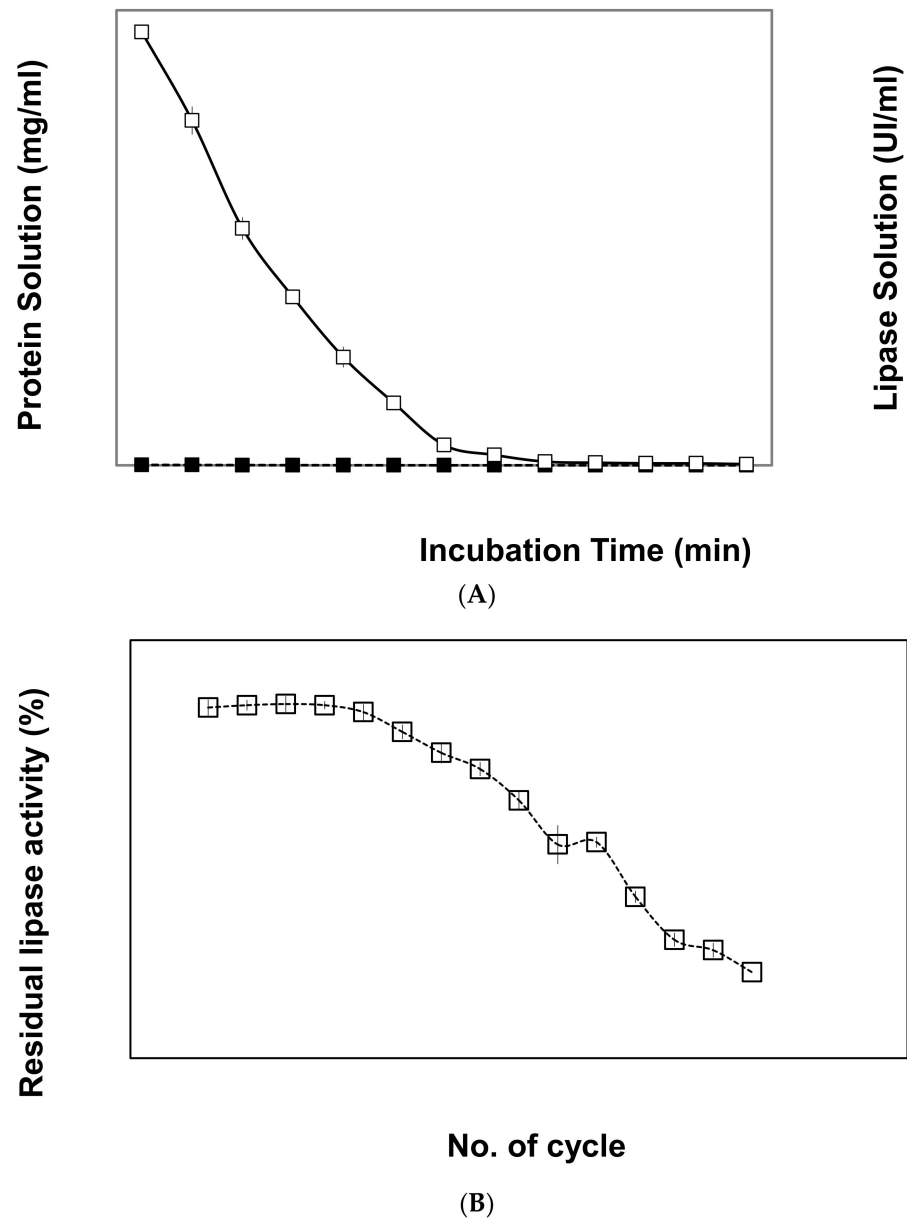 Protein Solution (mg/ml)
Lipase Solution (UI/ml)
Incubation Time (min)
(A)
Residual lipase activity (%)
No. of cycle
(B)